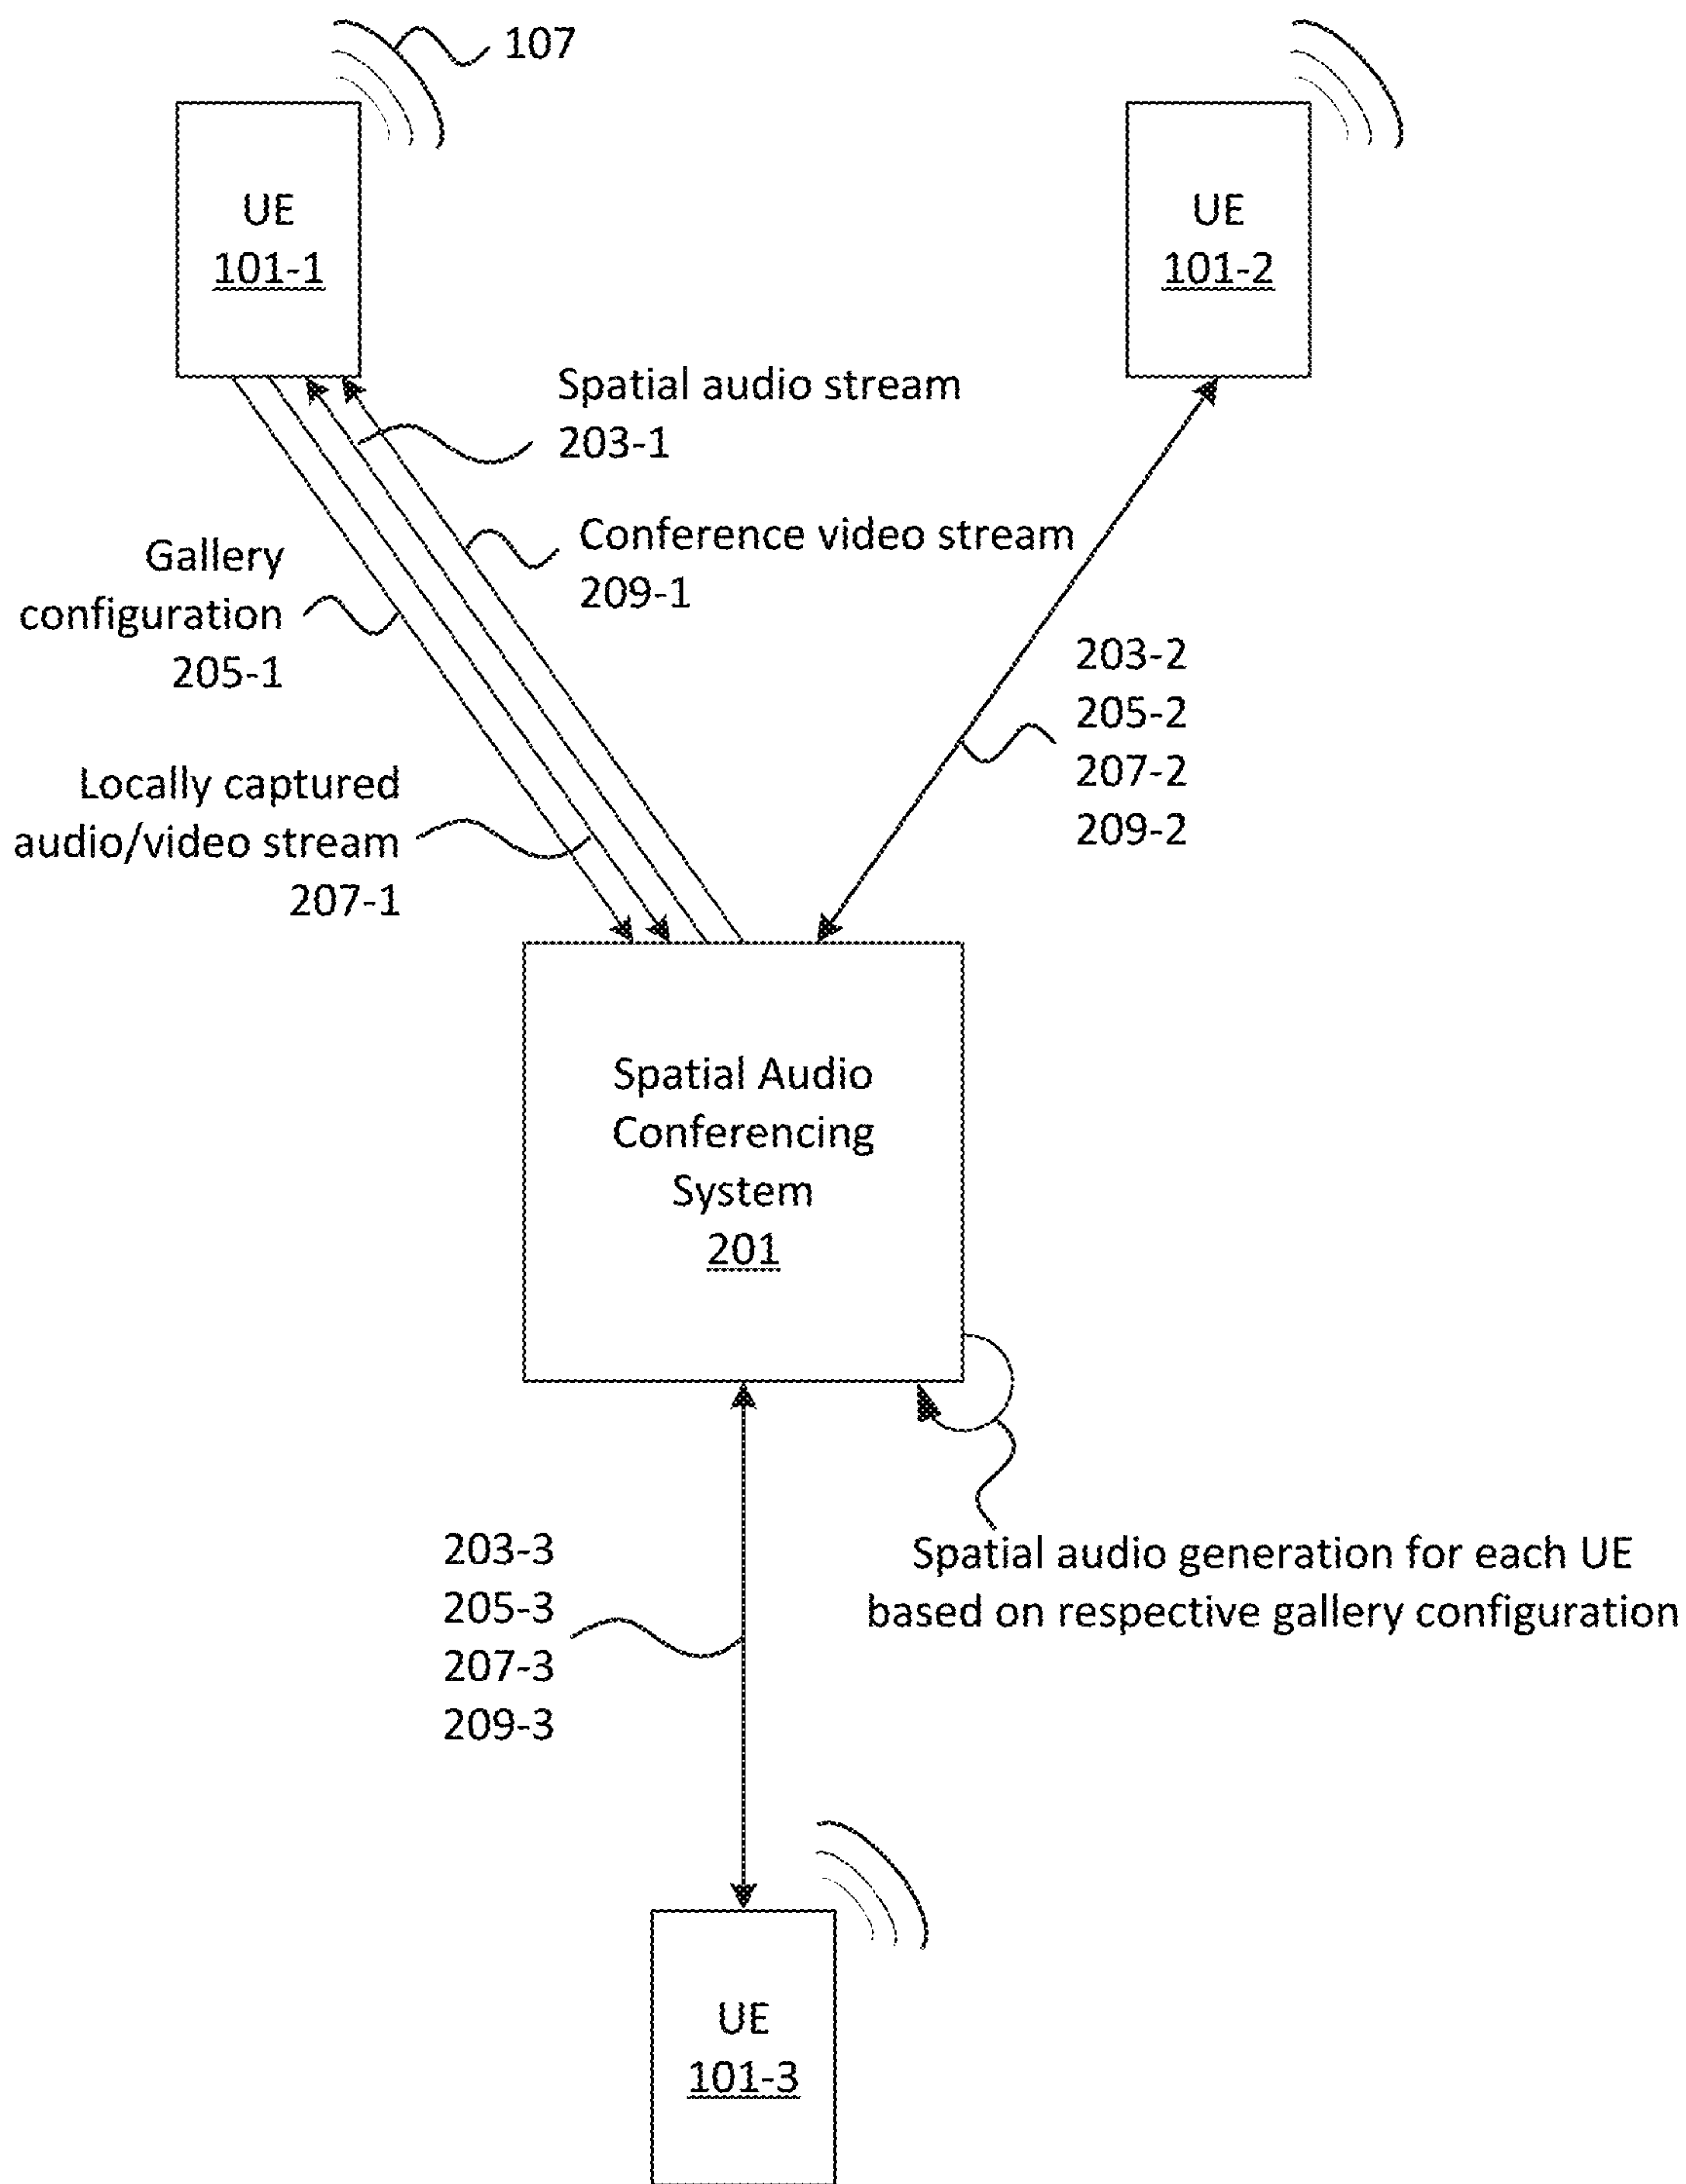 107
UE
101-1
UE
101-2
Spatial audio stream
203-1
Conference video stream
209-1
Gallery
configuration
205-1
203-2
205-2
207-2
209-2
Locally captured
audio/video stream
207-1
Spatial Audio
Conferencing
System
201
203-3
205-3
207-3
209-3
Spatial audio generation for each UE
based on respective gallery configuration
UE
101-3